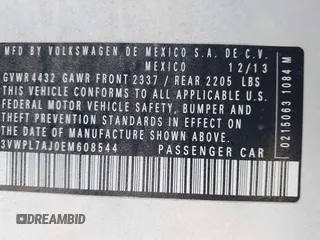 MFD BY VOLKSWAGEN DE MEXICO S.A. DE C.V.
MEXICO 12/13
GVWR 4432 GAWR FRONT 2337 / REAR 2205 LBS
THIS VEHICLE CONFORMS TO ALL APPLICABLE U.S.
FEDERAL MOTOR VEHICLE SAFETY, BUMPER AND
THEFT PREVENTION STANDARDS IN EFFECT ON THE
DATE OF MANUFACTURE SHOWN ABOVE
3VWPL7AJ0EM608544 PASSENGER CAR
0215063 1084 M